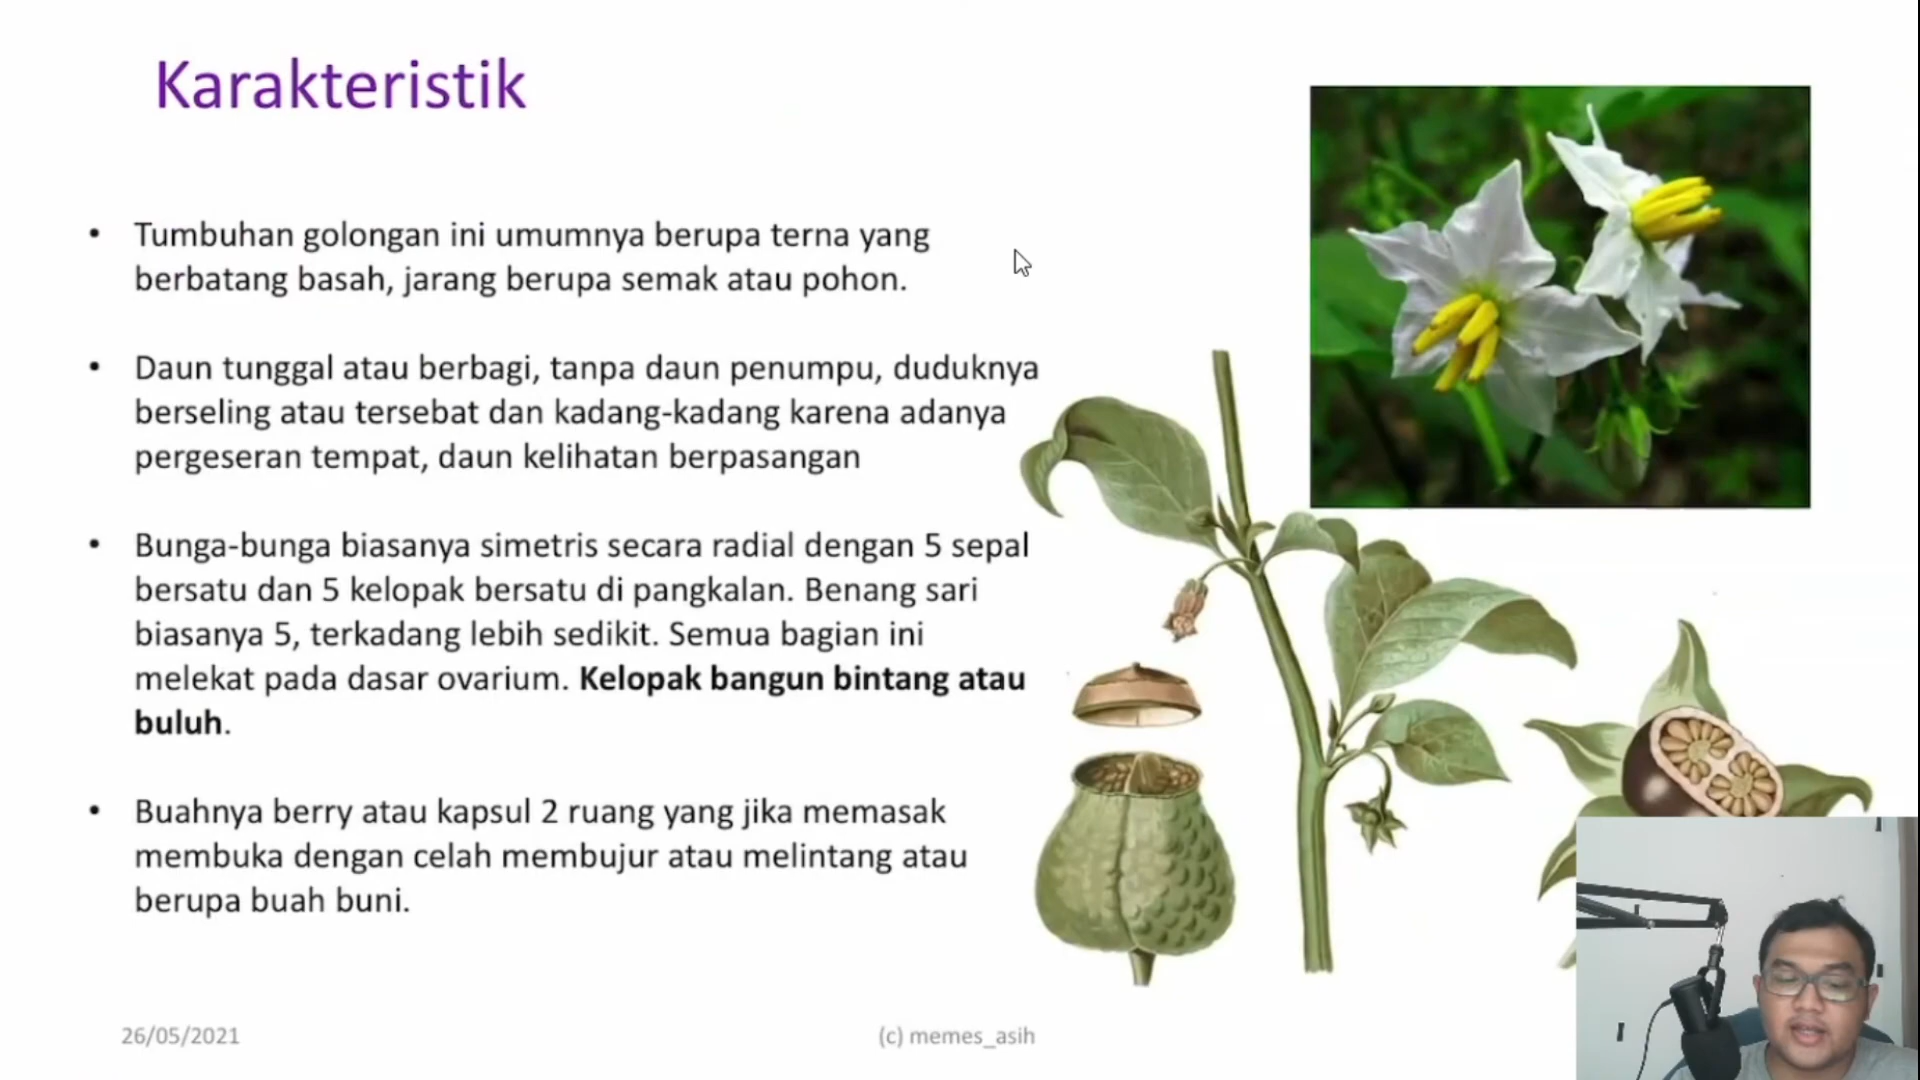 Karakteristik
• Tumbuhan golongan ini umumnya berupa terna yang
berbatang basah, jarang berupa semak atau pohon.
• Daun tunggal atau berbagi, tanpa daun penumpu, duduknya
berseling atau tersebat dan kadang-kadang karena adanya
pergeseran tempat, daun kelihatan berpasangan
• Bunga-bunga biasanya simetris secara radial dengan 5 sepal
bersatu dan 5 kelopak bersatu di pangkalan. Benang sari
biasanya 5, terkadang lebih sedikit. Semua bagian ini
melekat pada dasar ovarium. Kelopak bangun bintang atau
buluh.
• Buahnya berry atau kapsul 2 ruang yang jika memasak
membuka dengan celah membujur atau melintang atau
berupa buah buni.
26/05/2021
(c) memes_asih